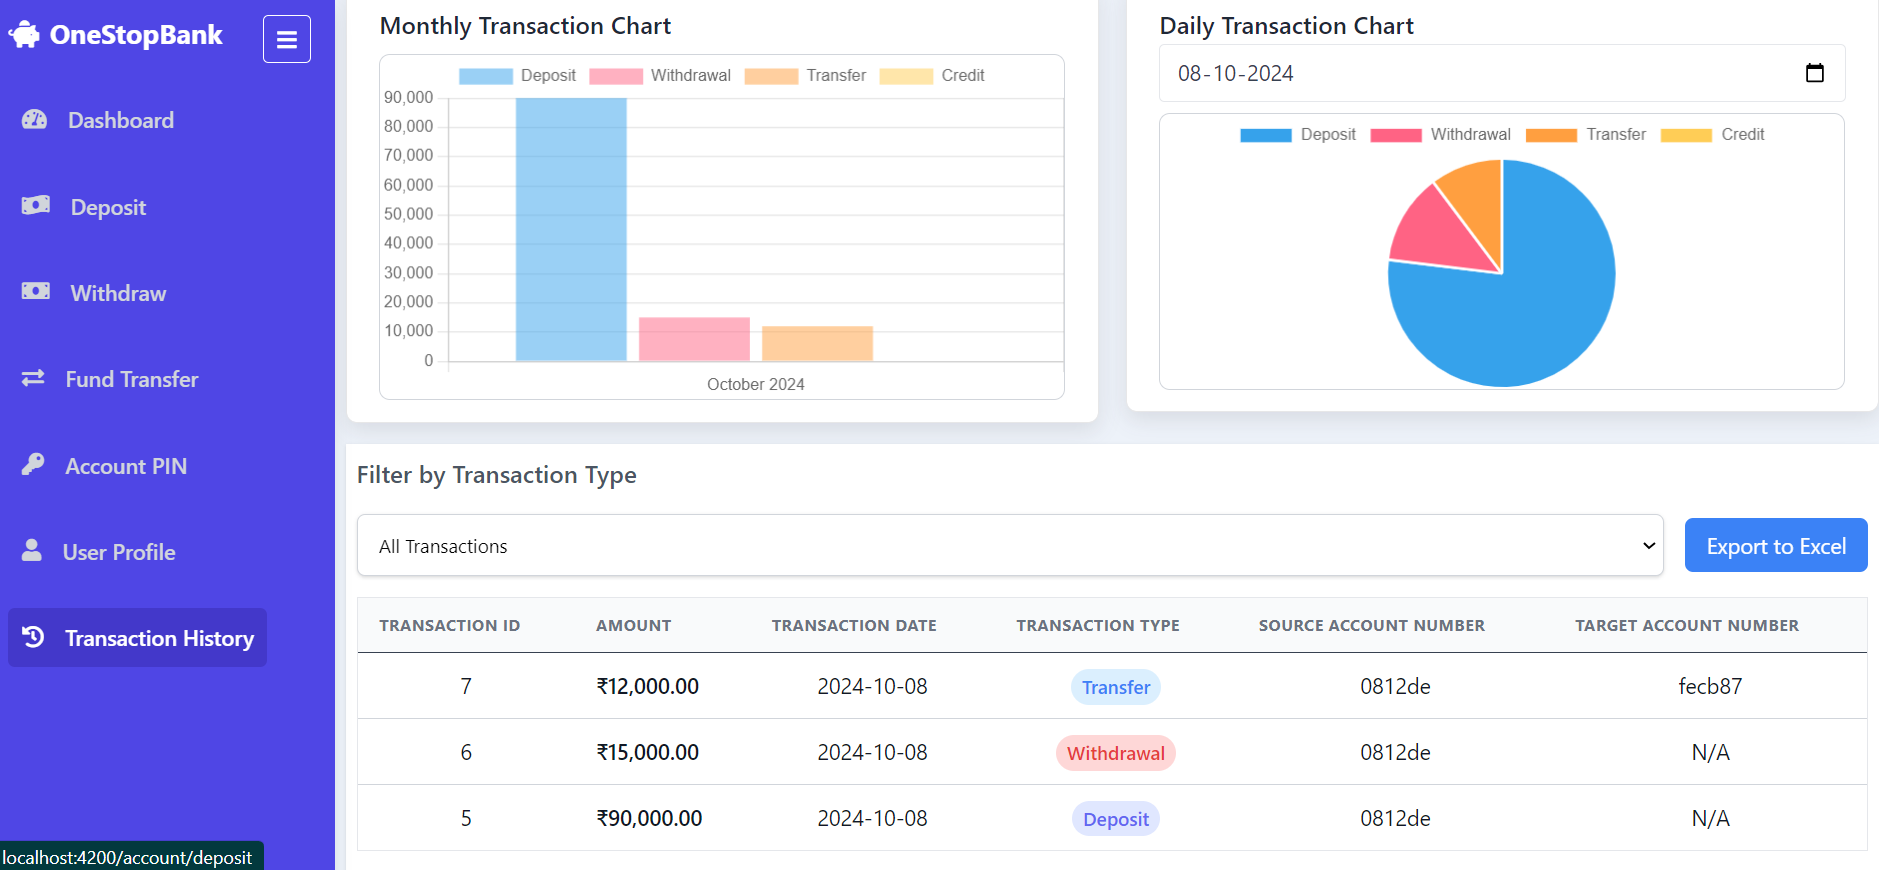 OneStopBank
Dashboard
Deposit
Withdraw
Fund Transfer
Account PIN
User Profile
Transaction History
localhost:4200/account/deposit
Monthly Transaction Chart
Deposit Withdrawal Transfer Credit
90,000
80,000
70,000
60,000
50,000
40,000
30,000
20,000
10,000
0
October 2024
Daily Transaction Chart
08-10-2024
Deposit Withdrawal Transfer Credit
Filter by Transaction Type
All Transactions
Export to Excel
TRANSACTION ID AMOUNT TRANSACTION DATE TRANSACTION TYPE SOURCE ACCOUNT NUMBER TARGET ACCOUNT NUMBER
7 ₹12,000.00 2024-10-08 Transfer 0812de fecb87
6 ₹15,000.00 2024-10-08 Withdrawal 0812de N/A
5 ₹90,000.00 2024-10-08 Deposit 0812de N/A